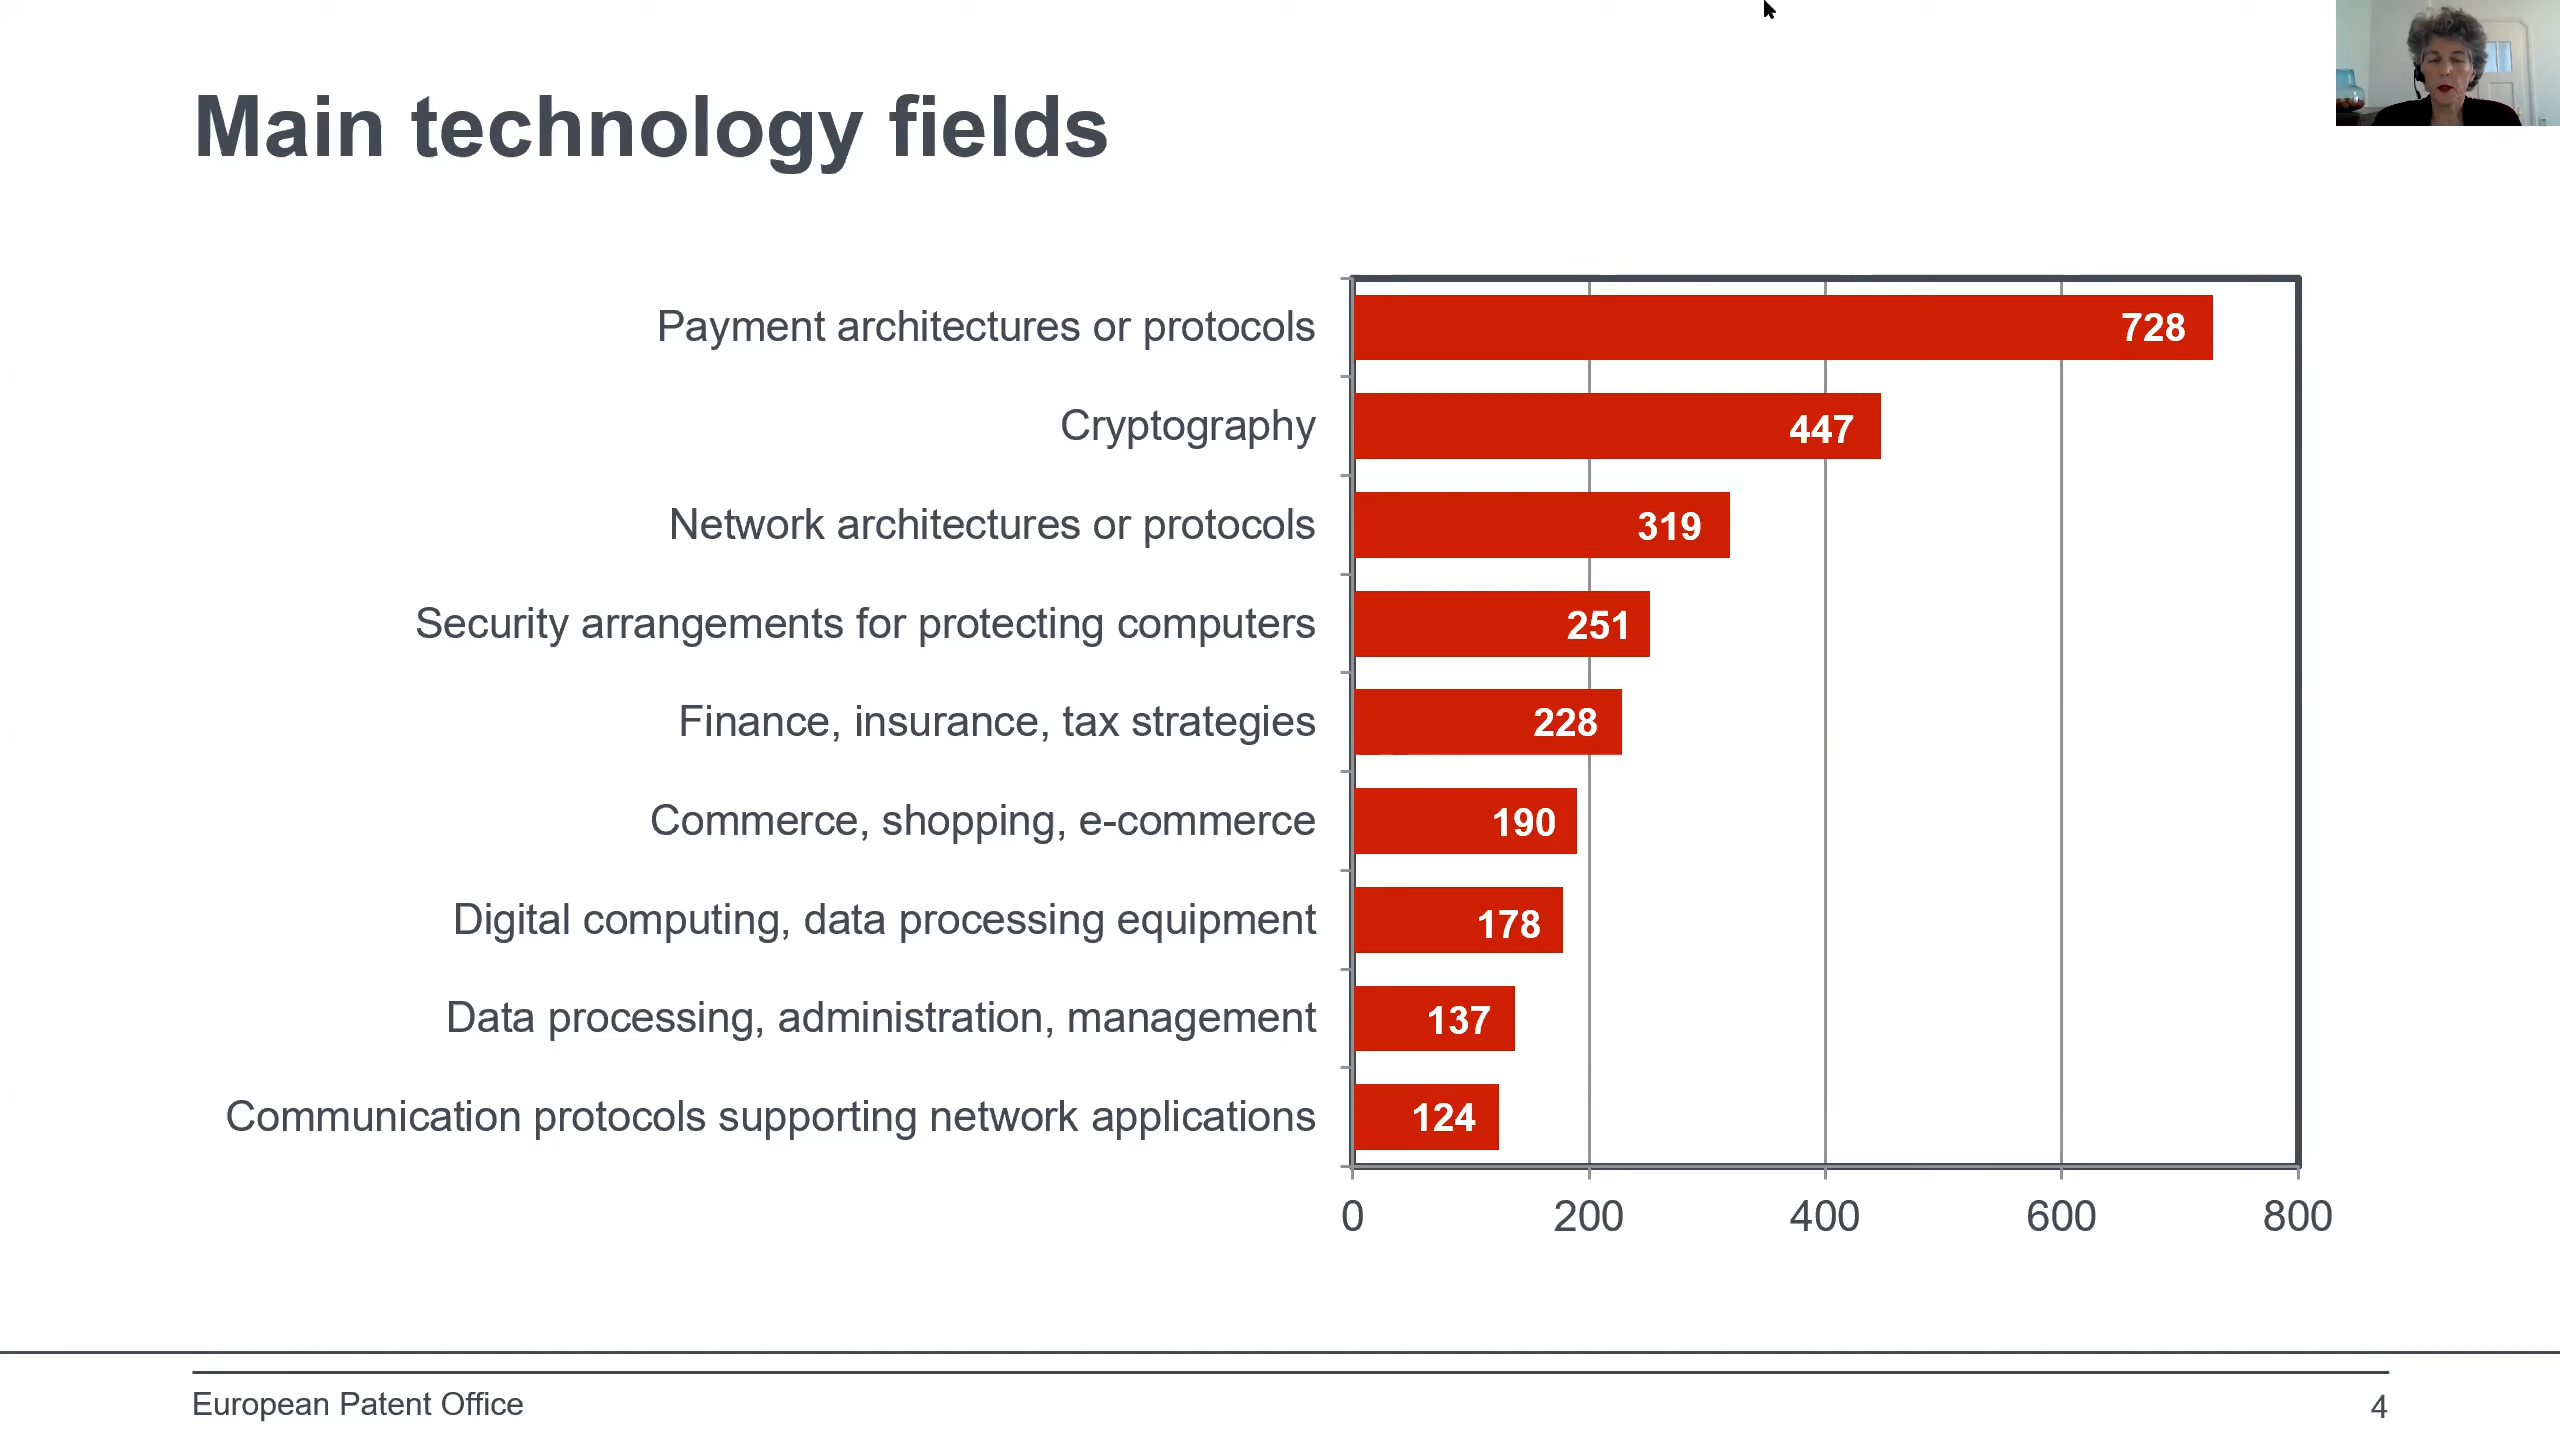 Main technology fields
Payment architectures or protocols 728
Cryptography 447
Network architectures or protocols 319
Security arrangements for protecting computers 251
Finance, insurance, tax strategies 228
Commerce, shopping, e-commerce 190
Digital computing, data processing equipment 178
Data processing, administration, management 137
Communication protocols supporting network applications 124
0 200 400 600 800
European Patent Office 4